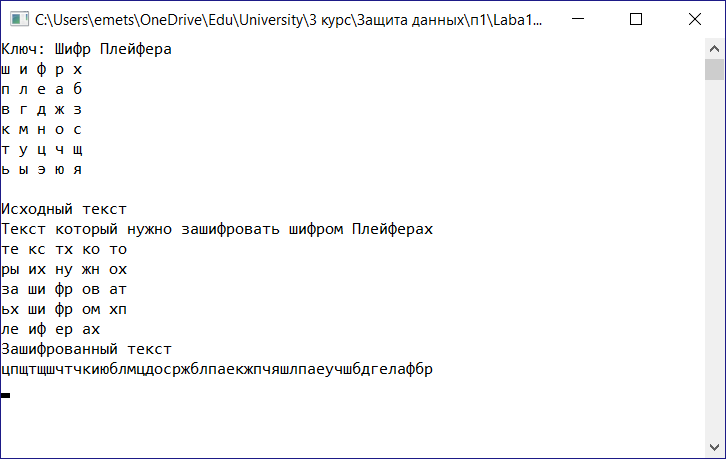 C:\Users\emets\OneDrive\Edu\University\3 курс\Защита данных\п1\Laba1...
Ключ: Шифр Плейфера
ш и ф р х
п л е а б
в г д ж з
к м н о с
т у ц ч щ
ь ы э ю я
Исходный текст
Текст который нужно зашифровать шифром Плейферах
те кс тх ко то
ры их ну жн ох
за ши фр ов ат
ьх ши фр ом хп
ле иф ер ах
Зашифрованный текст
цпщтщшчтчкиюблмцдосржблпаекжпчяшлпаеучшбдгелафбр